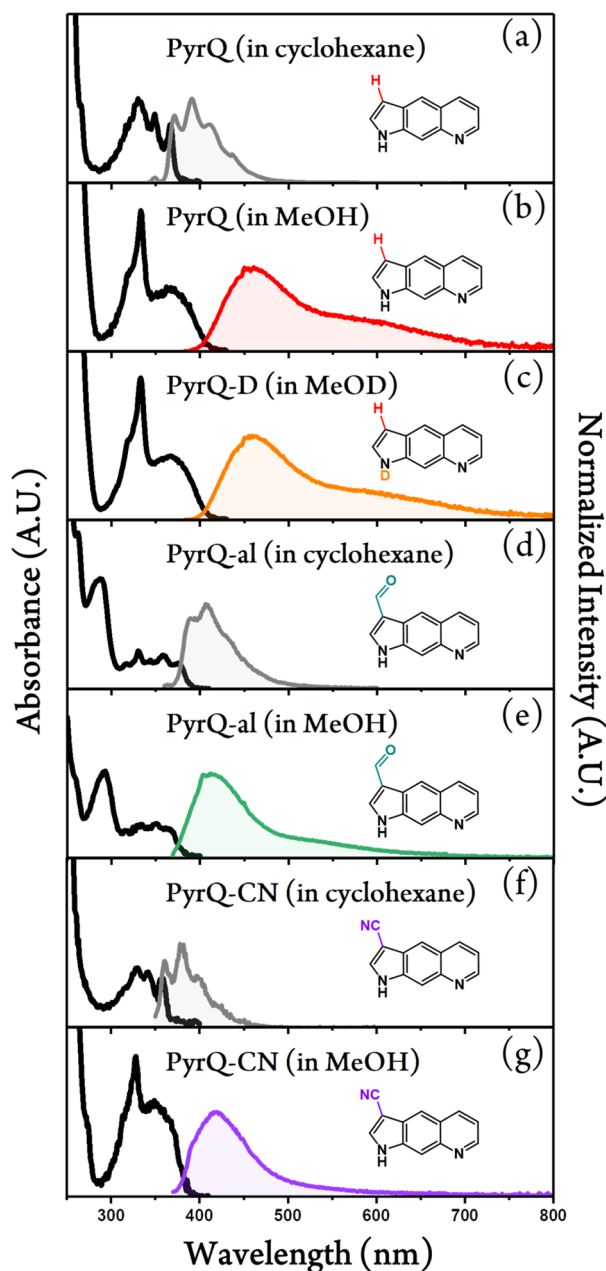 PyrQ (in cyclohexane)
(a)
H
N
H
N
PyrQ (in MeOH)
(b)
H
N
H
N
PyrQ-D (in MeOD)
(c)
H
N
D
N
PyrQ-al (in cyclohexane)
(d)
O
N
H
N
PyrQ-al (in MeOH)
(e)
O
N
H
N
PyrQ-CN (in cyclohexane)
(f)
NC
N
H
N
PyrQ-CN (in MeOH)
(g)
NC
N
H
N
Absorbance (A.U.)
Normalized Intensity (A.U.)
300 400 500 600 700 800
Wavelength (nm)